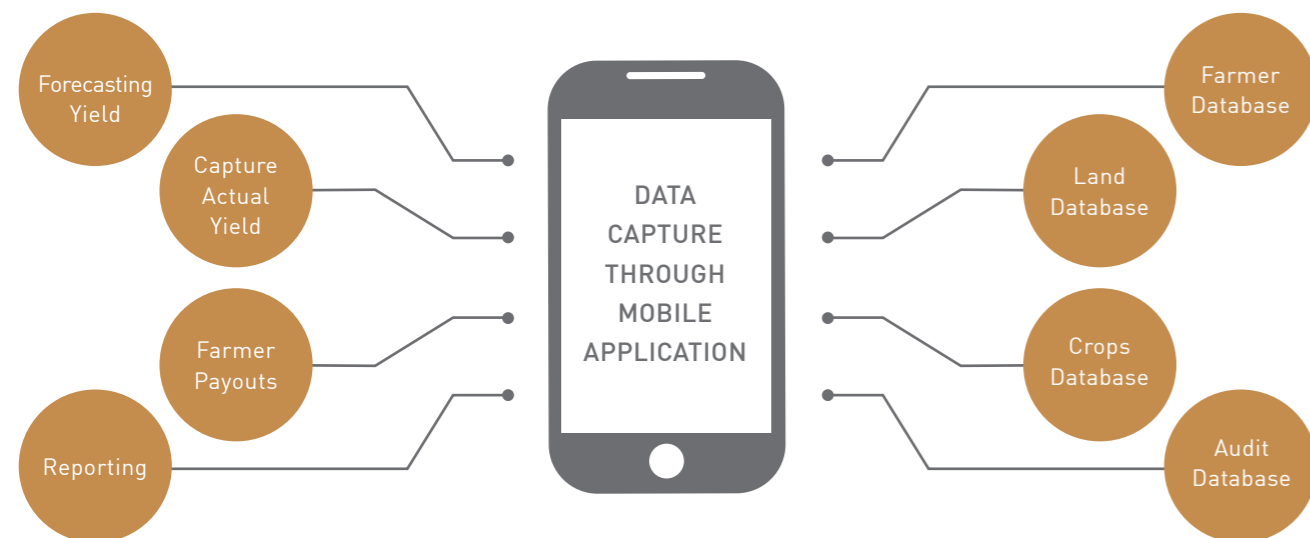 Forecasting
Yield
Capture
Actual
Yield
Farmer
Payouts
Reporting
DATA
CAPTURE
THROUGH
MOBILE
APPLICATION
Farmer
Database
Land
Database
Crops
Database
Audit
Database